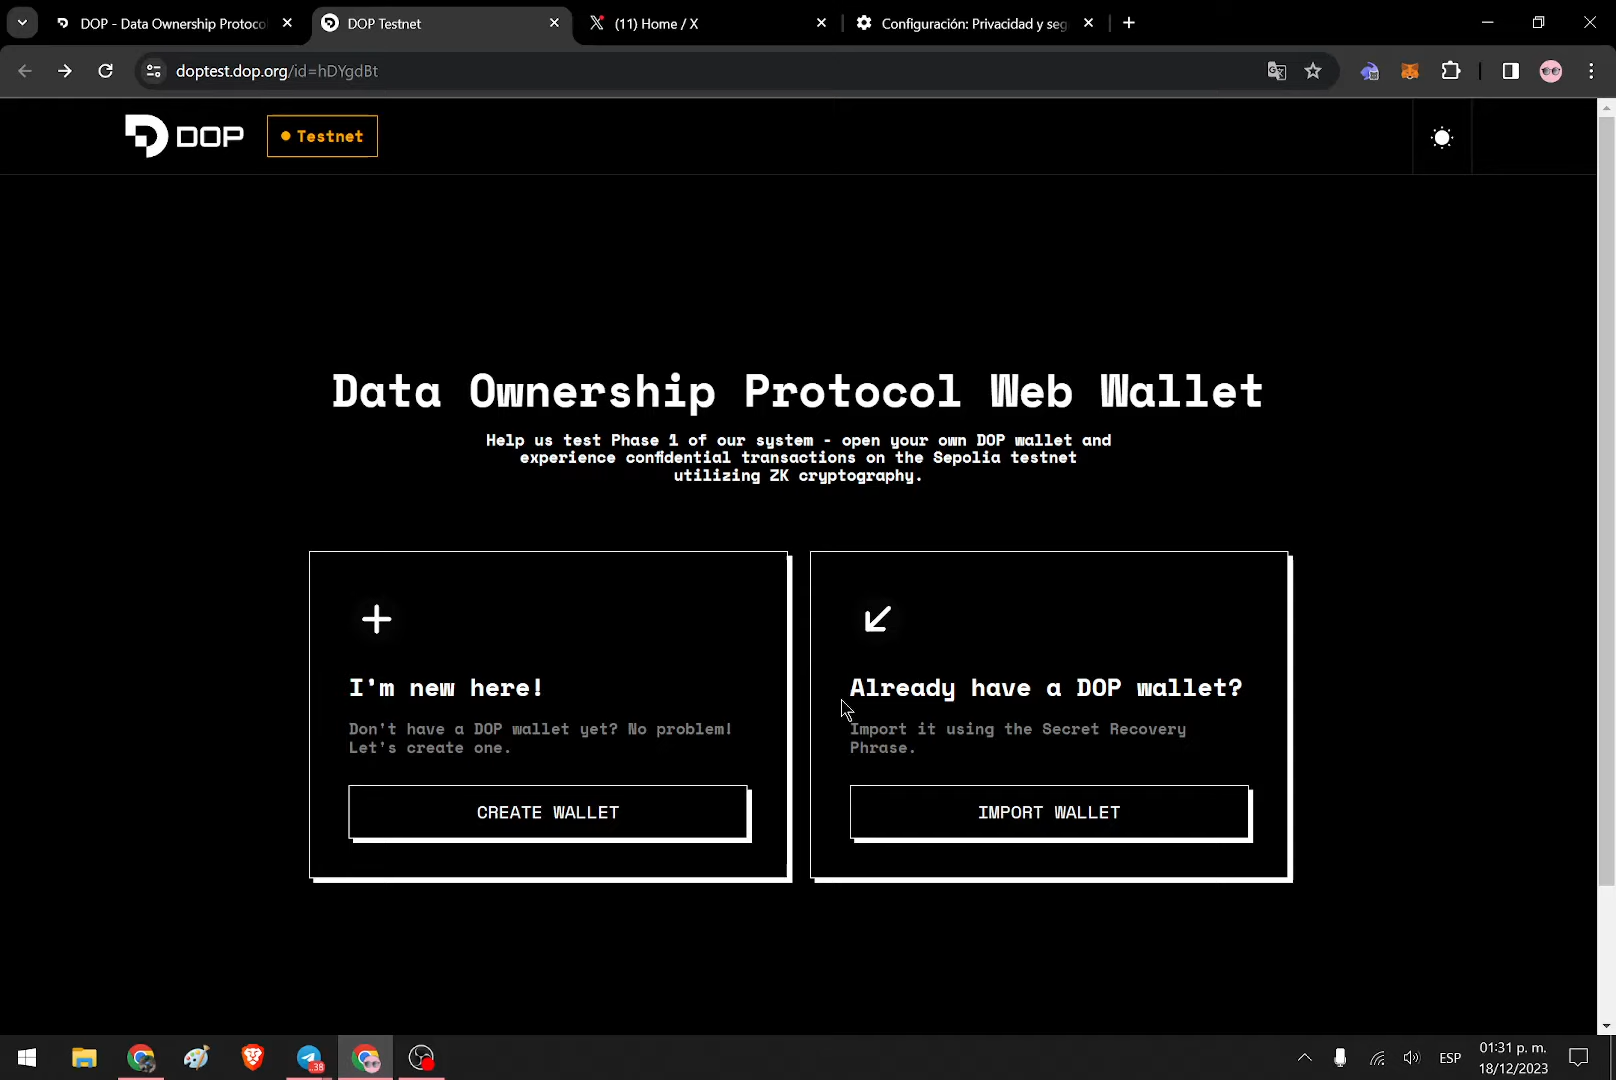 DOP - Data Ownership Protoco
DOP Testnet
(11) Home / X
Configuración: Privacidad y seg
doptest.dop.org/id=hDYgdBt
DOP
Testnet
Data Ownership Protocol Web Wallet
Help us test Phase 1 of our system - open your own DOP wallet and
experience confidential transactions on the Sepolia testnet
utilizing ZK cryptography.
I'm new here!
Don't have a DOP wallet yet? No problem!
Let's create one.
CREATE WALLET
Already have a DOP wallet?
Import it using the Secret Recovery
Phrase.
IMPORT WALLET
38
ESP
01:31 p. m.
18/12/2023